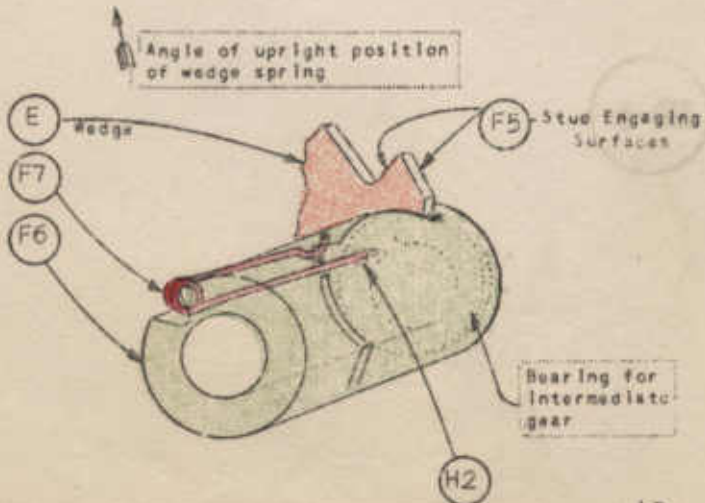 Angle of upright position
of wedge spring
E
Wedge
F5
Stud Engaging
Surfaces
F7
F6
Bearing for
intermediate
gear
H2